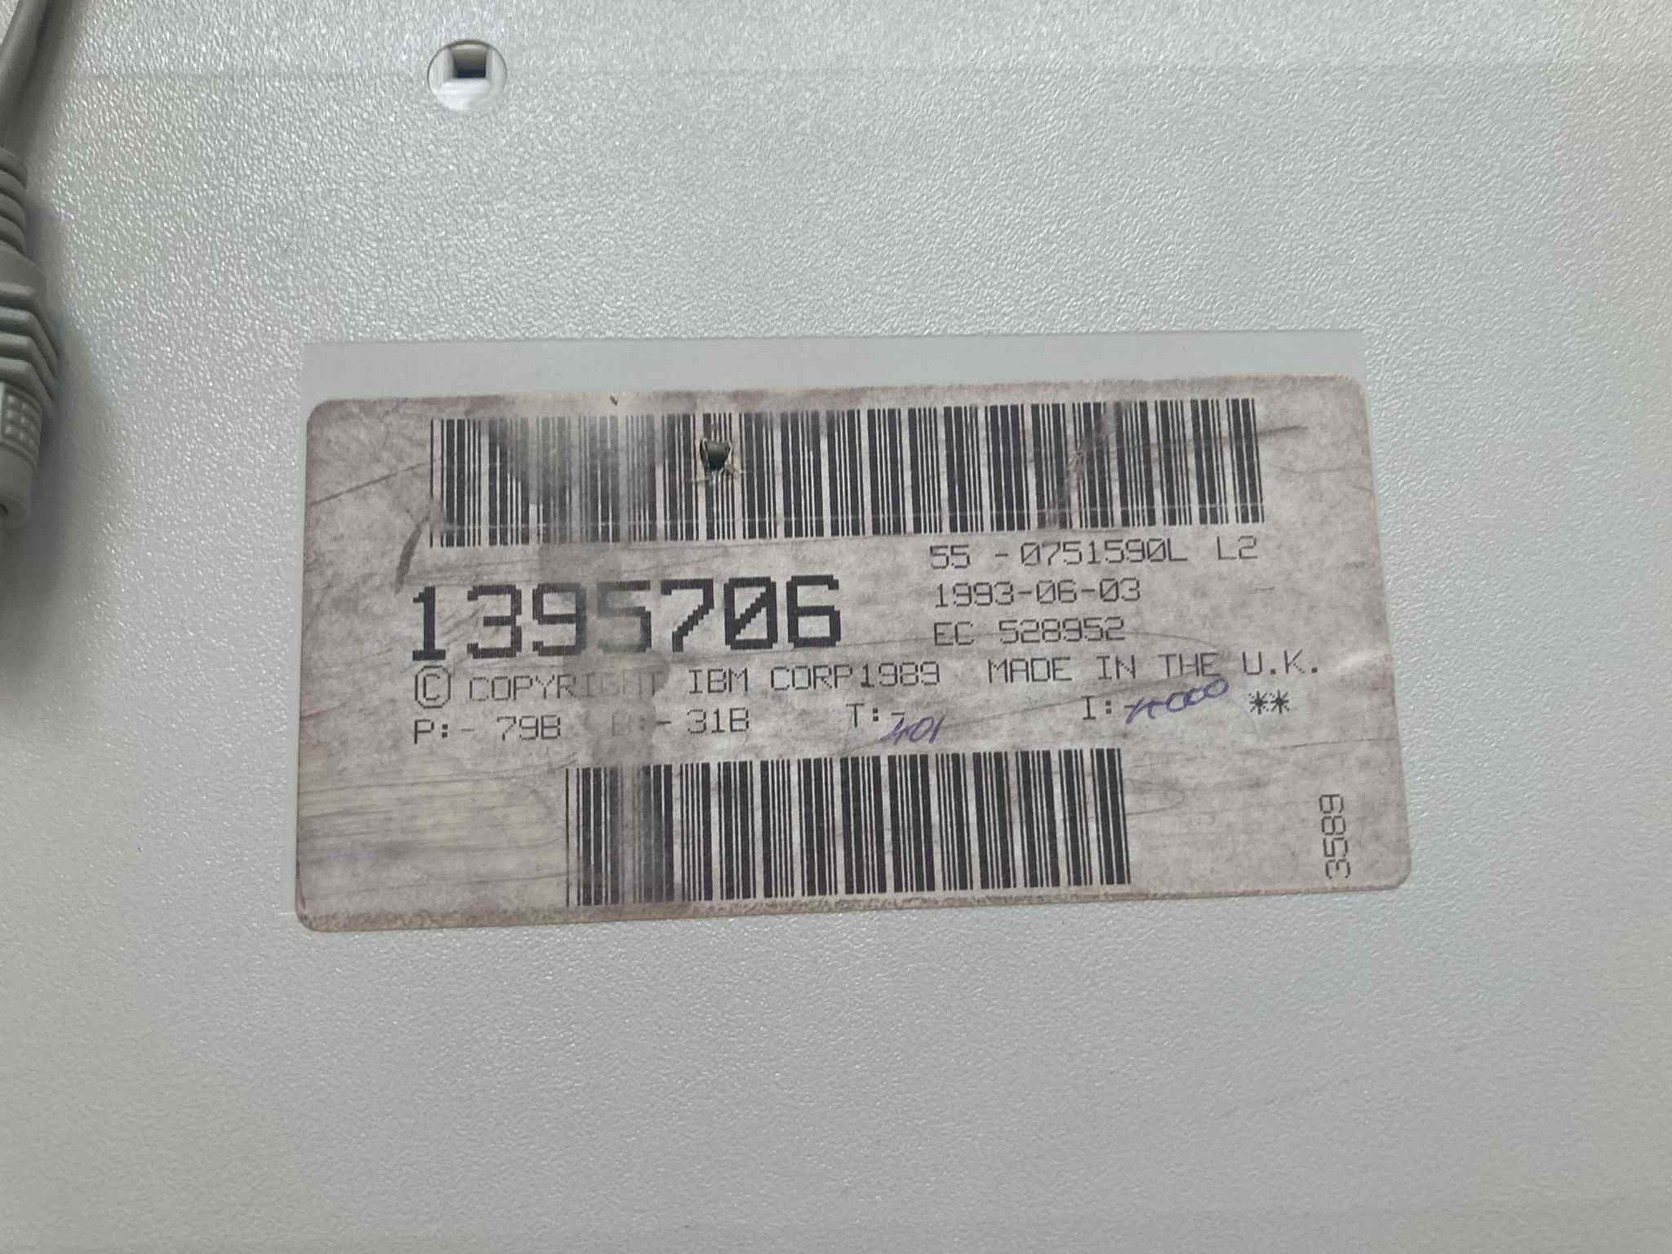 55 -0751590L L2
1395706
1993-06-03
EC 528952
© COPYRIGHT IBM CORP1989 MADE IN THE U.K.
P:- 79B B:- 31B T:- 401 I:- **
3589